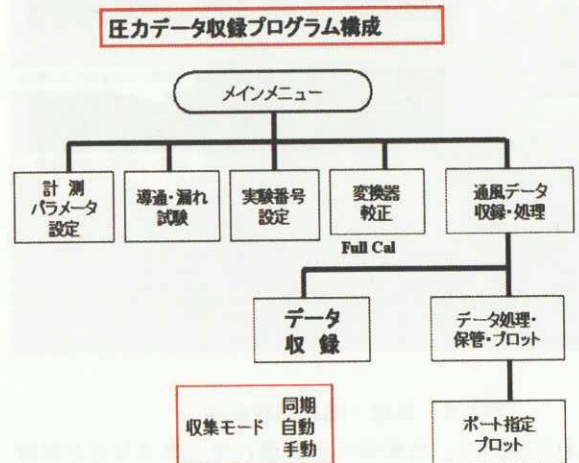 圧力データ収録プログラム構成
メインメニュー
計 測
パラメータ
設定
導通・漏れ
試験
実験番号
設定
変換器
較正
Full Cal
通風データ
収録・処理
データ
収 録
データ処理・
保管・プロット
収集モード
同期
自動
手動
ポート指定
プロット